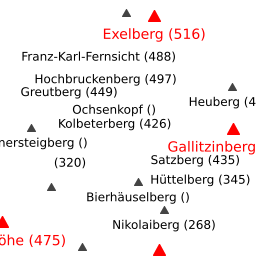 Exelberg (516)
Franz-Karl-Fernsicht (488)
Hochbruckenberg (497)
Greutberg (449)
Heuberg (4
Ochsenkopf ()
Kolbeterberg (426)
nersteigberg ()
Gallitzinberg
(320)
Satzberg (435)
Hüttelberg (345)
Bierhäuselberg ()
Nikolaiberg (268)
öhe (475)